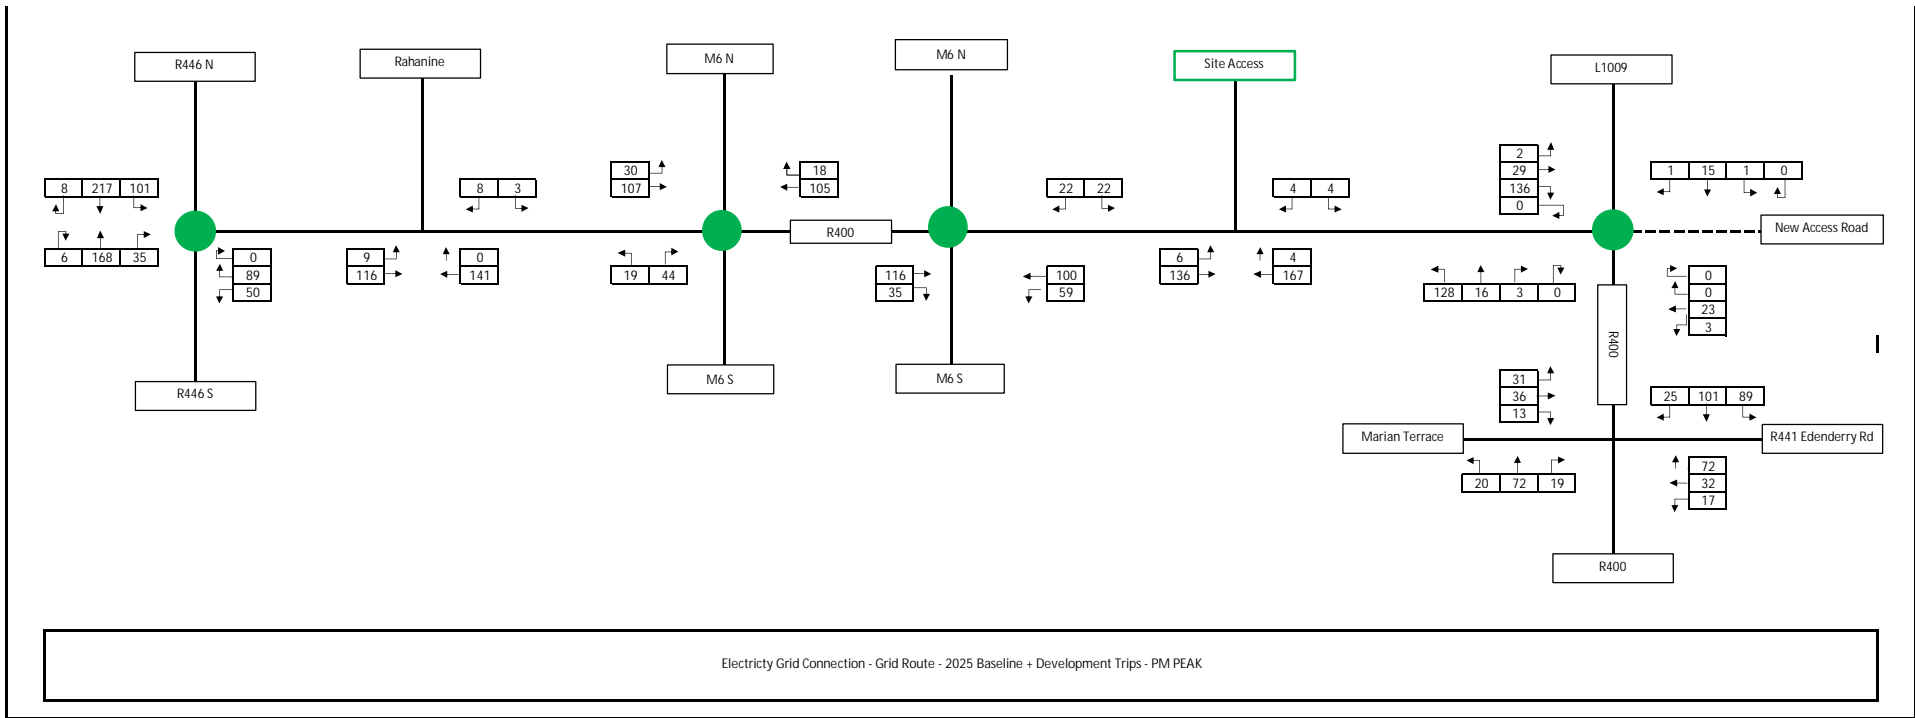 R446 N
Rahanine
M6 N
M6 N
Site Access
L1009
8 217 101
8 3
30
107
18
105
22 22
4 4
2
29
136
0
1 15 1 0
R400
New Access Road
6 168 35
0
89
50
9
116
0
141
19 44
116
35
100
59
6
136
4
167
128 16 3 0
0
0
23
3
R400
R446 S
M6 S
M6 S
31
36
13
25 101 89
Marian Terrace
R441 Edenderry Rd
20 72 19
72
32
17
R400
Electricty Grid Connection - Grid Route - 2025 Baseline + Development Trips - PM PEAK